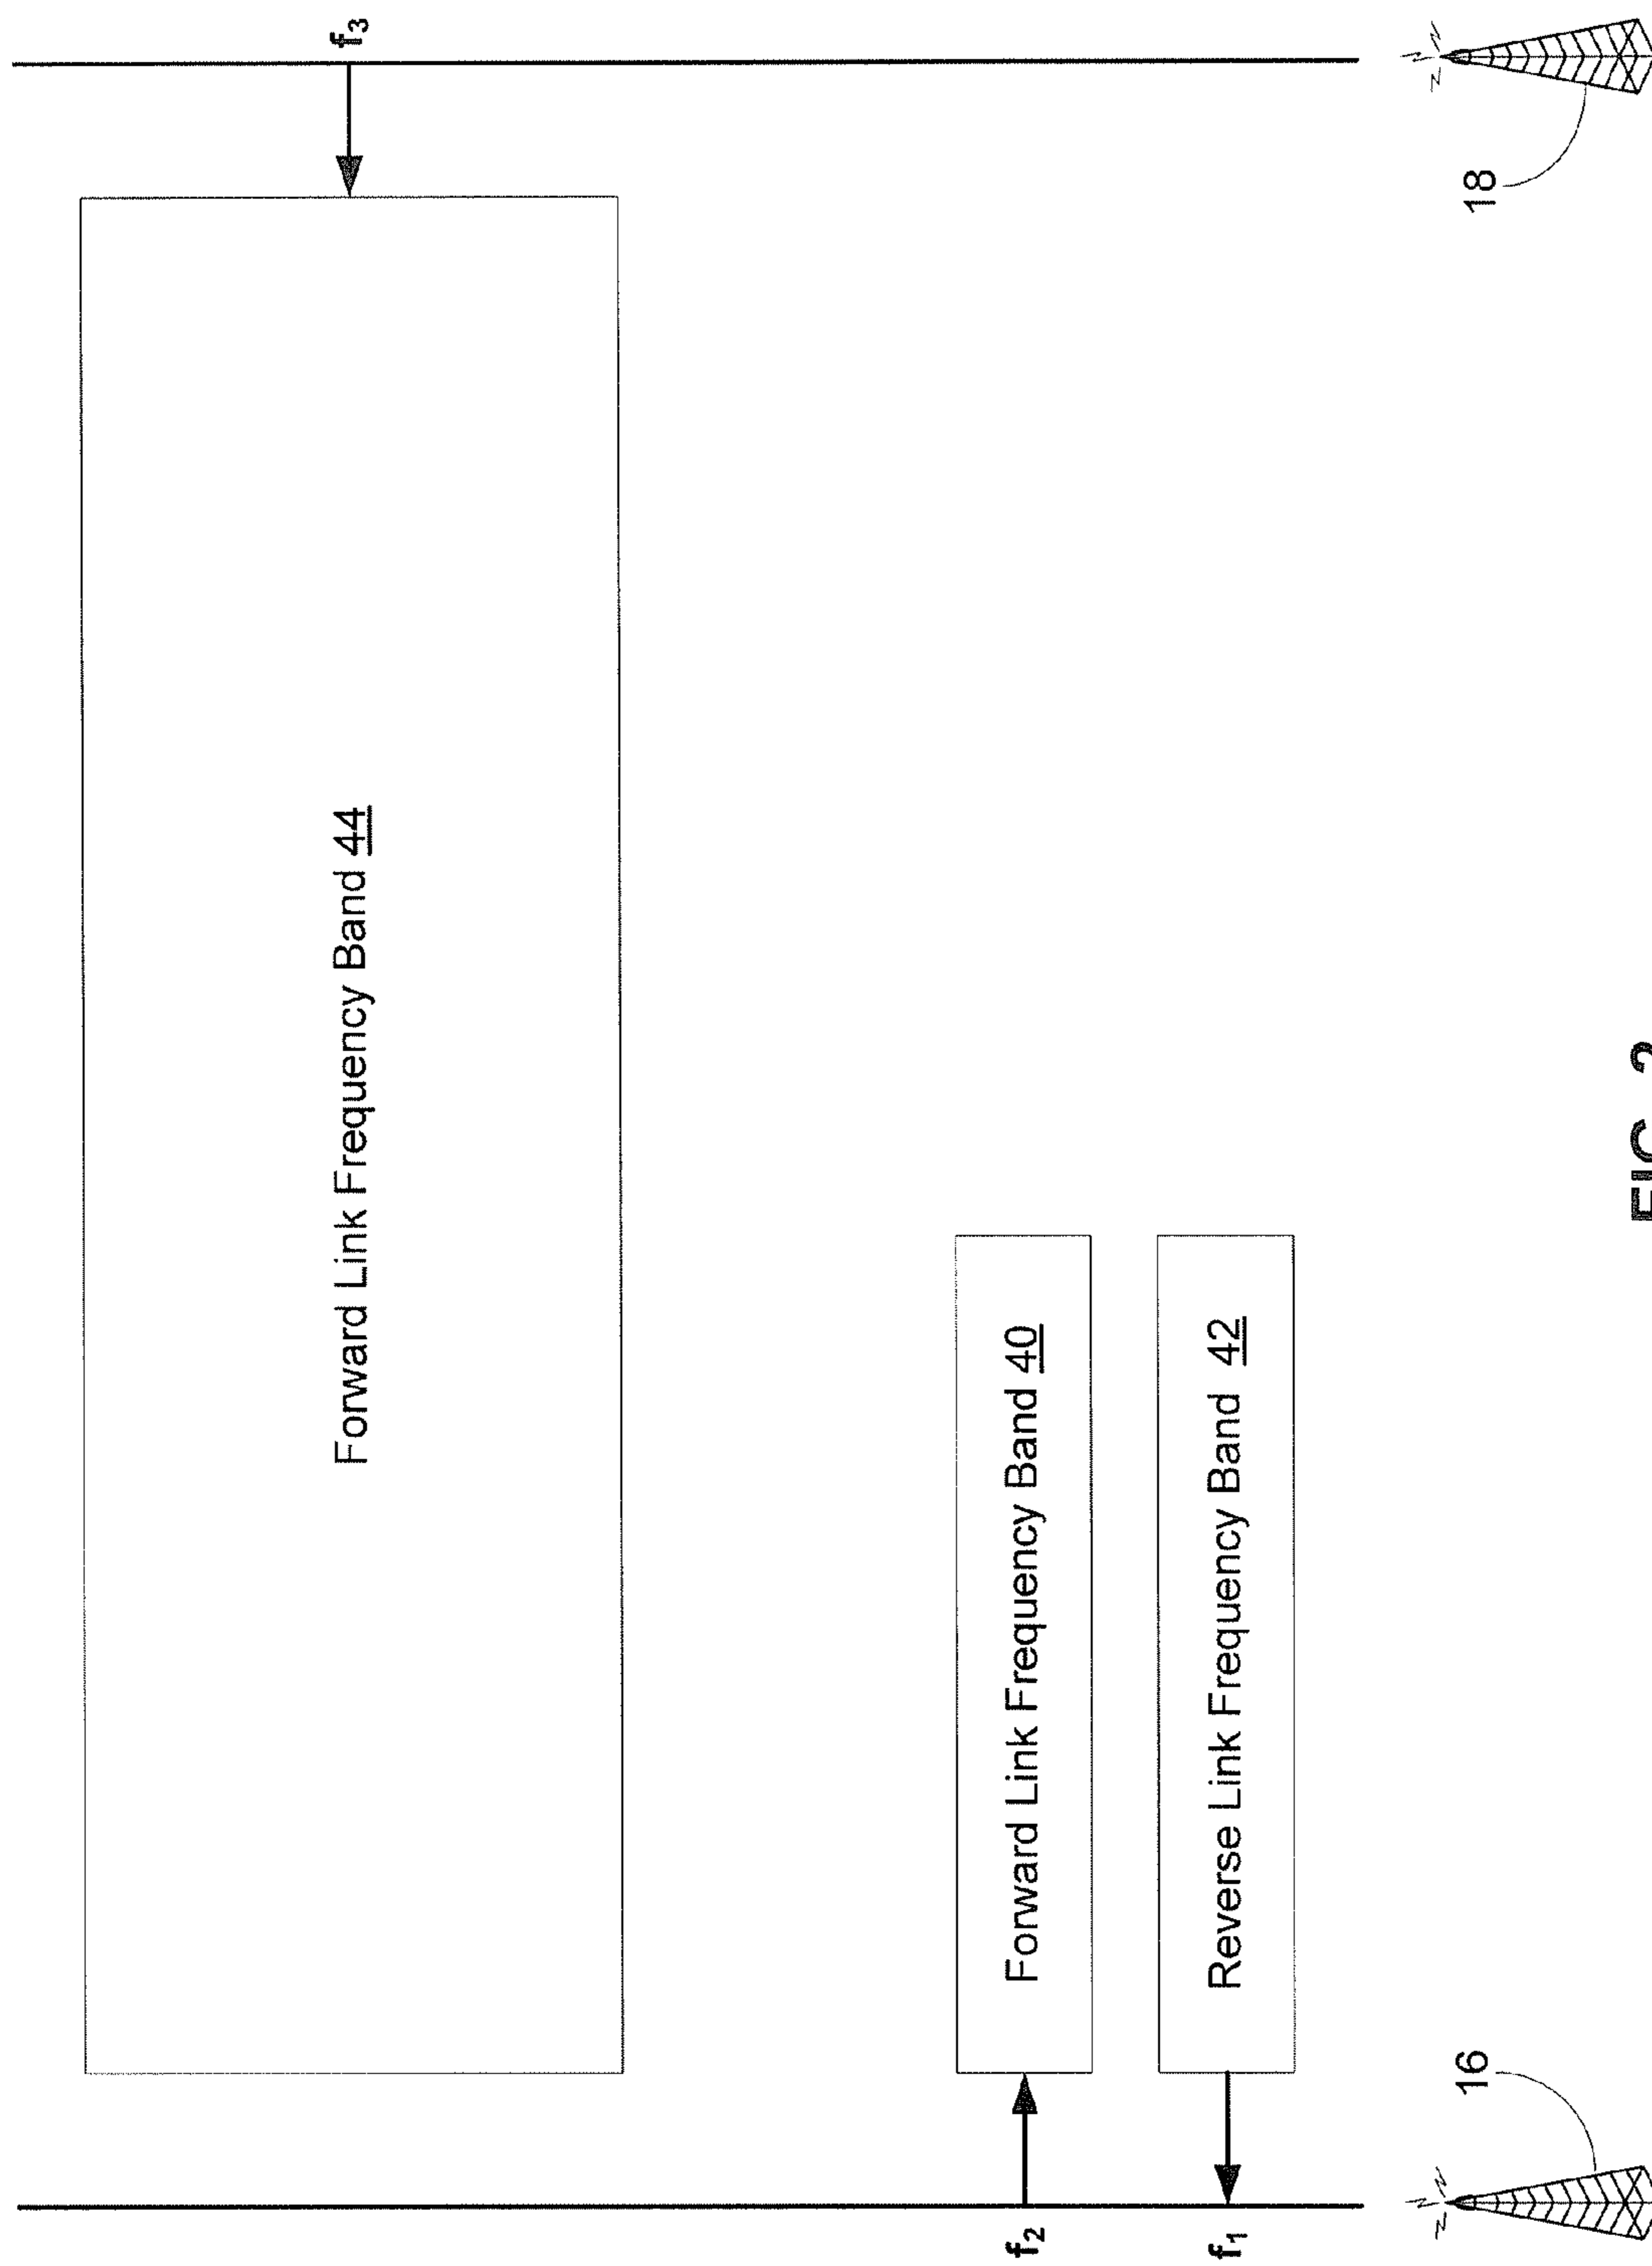 f₃
Forward Link Frequency Band 44
f₂
Forward Link Frequency Band 40
f₁
Reverse Link Frequency Band 42
16
18
FIG